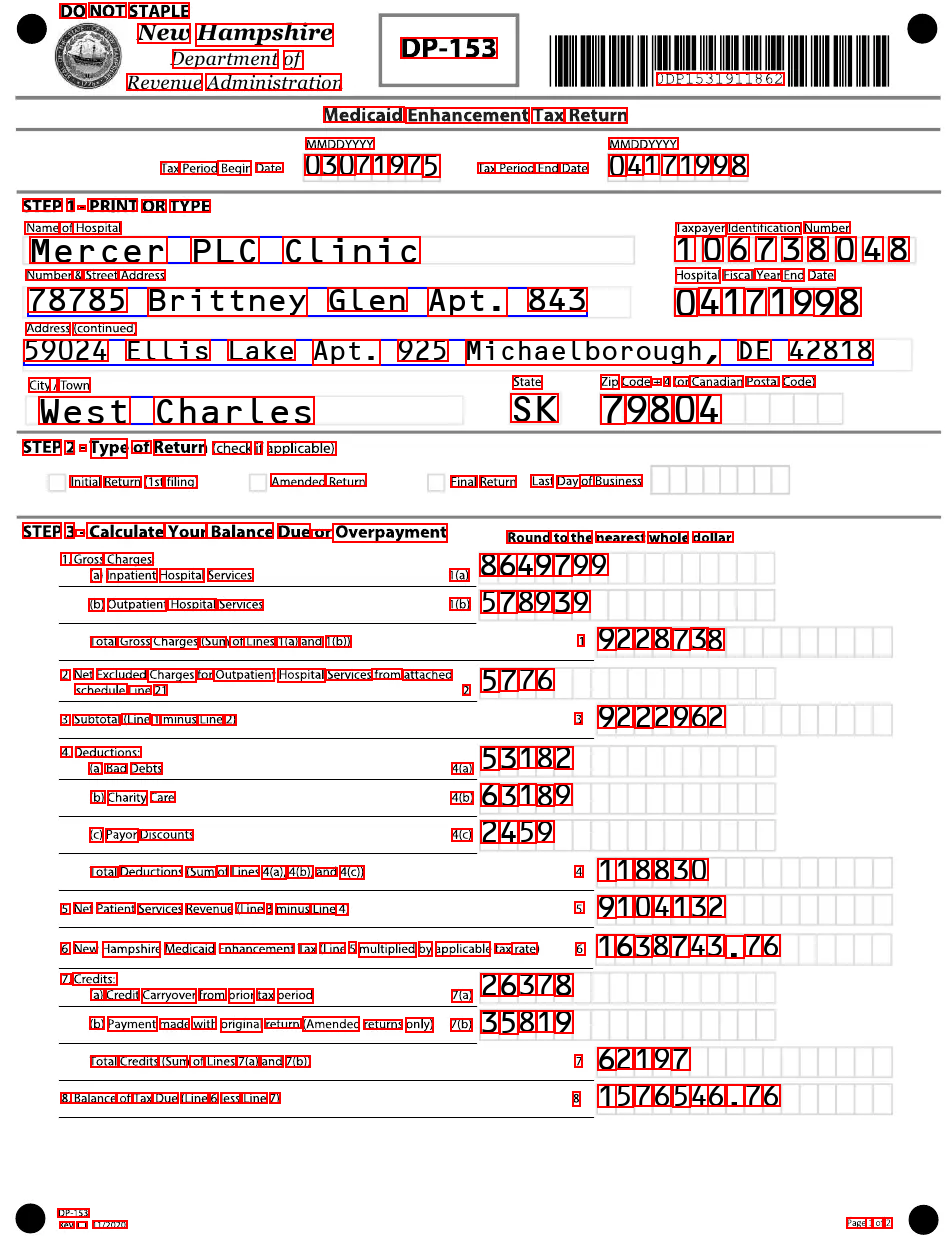 DO NOT STAPLE
New Hampshire
Department of
Revenue Administration
DP-153
0DP1531911862
Medicaid Enhancement Tax Return
MMDDYYYY MMDDYYYY
Tax Period Begin Date 03071975 Tax Period End Date 04171998
STEP 1 - PRINT OR TYPE
Name of Hospital Taxpayer Identification Number
Mercer PLC Clinic 106738048
Number & Street Address Hospital Fiscal Year End Date
78785 Brittney Glen Apt. 843 04171998
Address (continued)
59024 Ellis Lake Apt. 925 Michaelborough, DE 42818
City / Town State Zip Code + 4 (or Canadian Postal Code)
West Charles SK 79804
STEP 2 - Type of Return (check if applicable)
Initial Return (1st filing) Amended Return Final Return Last Day of Business
STEP 3 - Calculate Your Balance Due or Overpayment Round to the nearest whole dollar
1. Gross Charges
(a) Inpatient Hospital Services 1(a) 8649799
(b) Outpatient Hospital Services 1(b) 578939
Total Gross Charges (Sum of Lines 1(a) and 1(b)) 1 9228738
2. Net Excluded Charges for Outpatient Hospital Services from attached
schedule Line 21 2 5776
3. Subtotal (Line 1 minus Line 2) 3 9222962
4. Deductions:
(a) Bad Debts 4(a) 53182
(b) Charity Care 4(b) 63189
(c) Payor Discounts 4(c) 2459
Total Deductions (Sum of Lines 4(a), 4(b), and 4(c)) 4 118830
5. Net Patient Services Revenue (Line 3 minus Line 4) 5 9104132
6. New Hampshire Medicaid Enhancement Tax (Line 5 multiplied by applicable tax rate) 6 1638743.76
7. Credits:
(a) Credit Carryover from prior tax period 7(a) 26378
(b) Payment made with original return (Amended returns only) 7(b) 35819
Total Credits (Sum of Lines 7(a) and 7(b)) 7 62197
8. Balance of Tax Due (Line 6 less Line 7) 8 1576546.76
DP-153
Rev 11/2020 Page 1 of 2